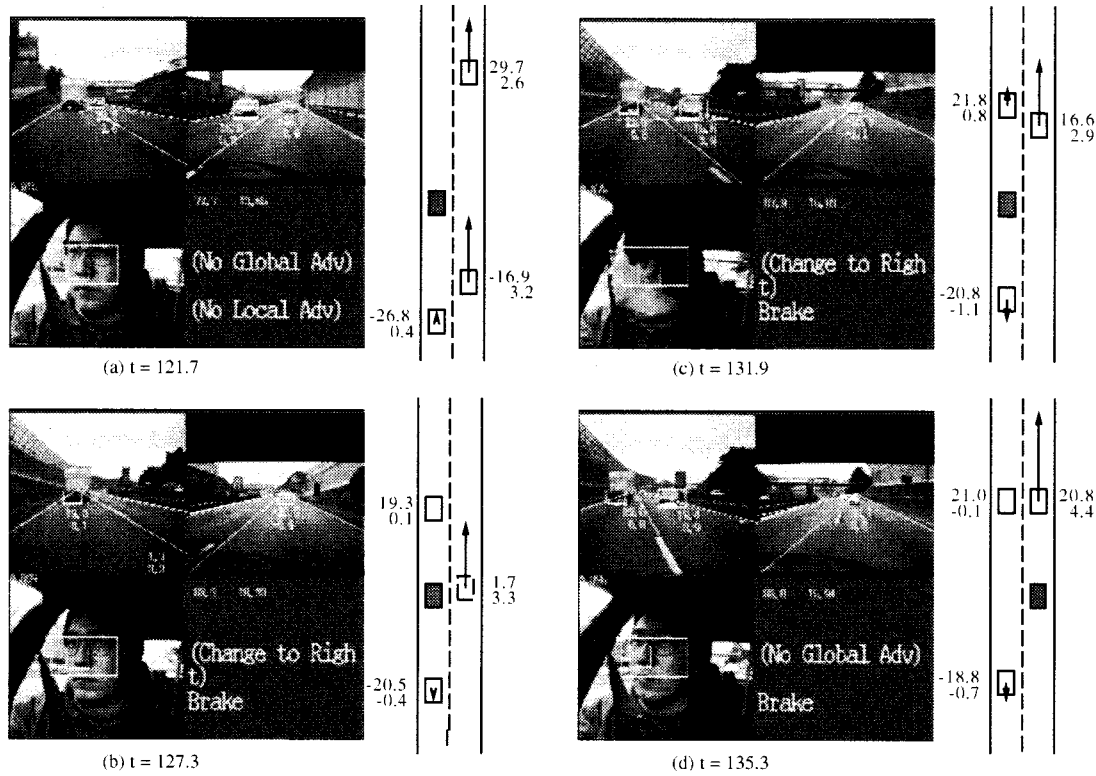 29.7
2.6
(No Global Adv)
-16.9
3.2
(No Local Adv)
-26.8
0.4
(a) t = 121.7
21.8
0.8
16.6
2.9
(Change to Righ
t)
Brake
-20.8
-1.1
(c) t = 131.9
19.3
0.1
1.7
3.3
(Change to Righ
t)
Brake
-20.5
-0.4
(b) t = 127.3
21.0
-0.1
20.8
4.4
(No Global Adv)
Brake
-18.8
-0.7
(d) t = 135.3